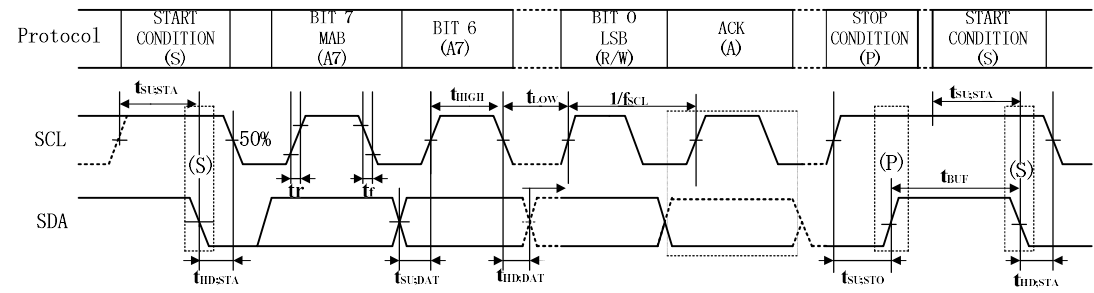 Protocol
START
CONDITION
(S)
BIT 7
MAB
(A7)
BIT 6
(A7)
BIT 0
LSB
(R/W)
ACK
(A)
STOP
CONDITION
(P)
START
CONDITION
(S)
tSU;STA
tHIGH
tLOW
1/fSCL
tSU;STA
SCL
50%
(S)
(P)
(S)
tr
tf
tBUF
SDA
tHD;STA
tSU;DAT
tHD;DAT
tSU;STO
tHD;STA